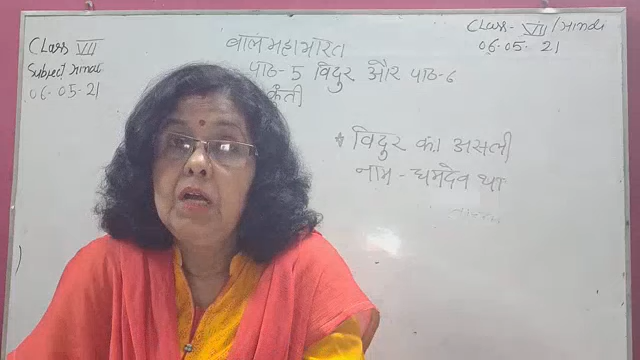 Class VII
Subject Hindi
06.05.21
बाल महाभारत
पाठ-5 विदुर और पाठ-6
कुंती
Class- VII / Hindi
06.05.21
* विदुर का असली
नाम - धर्मदेव था